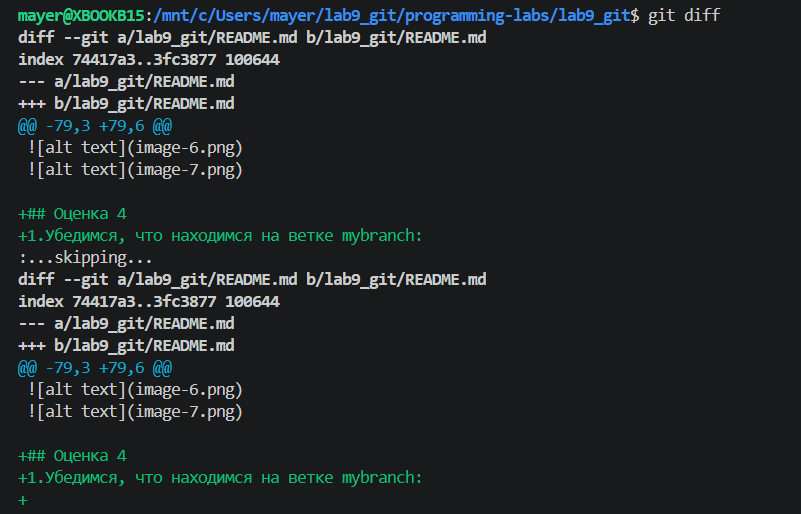 mayer@XBOOKB15:/mnt/c/Users/mayer/lab9_git/programming-labs/lab9_git$ git diff
diff --git a/lab9_git/README.md b/lab9_git/README.md
index 74417a3..3fc3877 100644
--- a/lab9_git/README.md
+++ b/lab9_git/README.md
@@ -79,3 +79,6 @@
 ![alt text](image-6.png)
 ![alt text](image-7.png)

+## Оценка 4
+1.Убедимся, что находимся на ветке mybranch:
:...skipping...
diff --git a/lab9_git/README.md b/lab9_git/README.md
index 74417a3..3fc3877 100644
--- a/lab9_git/README.md
+++ b/lab9_git/README.md
@@ -79,3 +79,6 @@
 ![alt text](image-6.png)
 ![alt text](image-7.png)

+## Оценка 4
+1.Убедимся, что находимся на ветке mybranch:
+